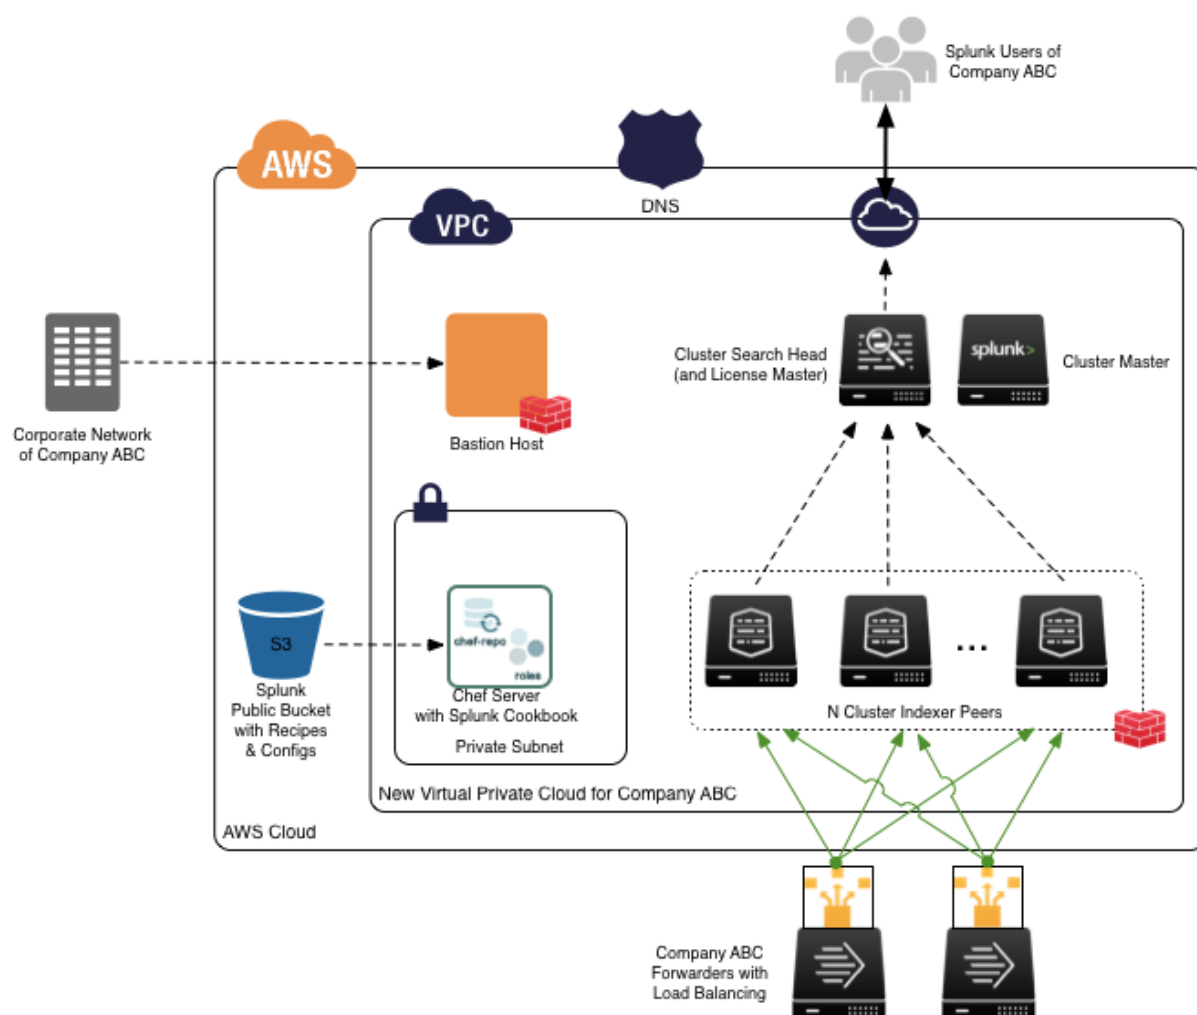 Splunk Users of
Company ABC
AWS
DNS
VPC
Cluster Search Head
(and License Master)
splunk>
Cluster Master
Corporate Network
of Company ABC
Bastion Host
S3
Splunk
Public Bucket
with Recipes
& Configs
chef-repo
roles
Chef Server
with Splunk Cookbook
Private Subnet
...
N Cluster Indexer Peers
New Virtual Private Cloud for Company ABC
AWS Cloud
Company ABC
Forwarders with
Load Balancing